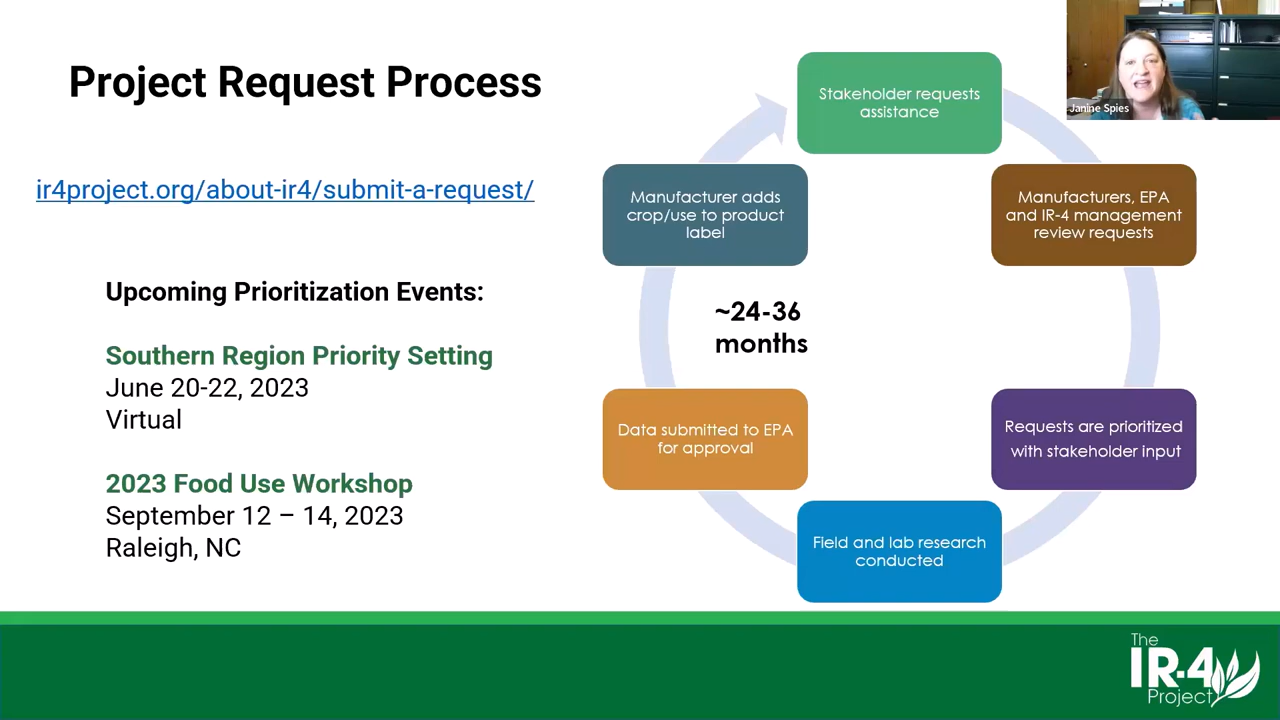 Project Request Process
ir4project.org/about-ir4/submit-a-request/
Upcoming Prioritization Events:
Southern Region Priority Setting
June 20-22, 2023
Virtual
2023 Food Use Workshop
September 12 – 14, 2023
Raleigh, NC
Stakeholder requests
assistance
Manufacturers, EPA
and IR-4 management
review requests
Requests are prioritized
with stakeholder input
Field and lab research
conducted
Data submitted to EPA
for approval
Manufacturer adds
crop/use to product
label
~24-36
months
Janine Spies
The
IR-4
Project